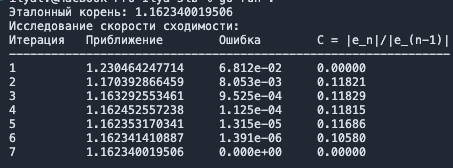 Эталонный корень: 1.162340019506
Исследование скорости сходимости:
Итерация Приближение Ошибка C = |e_n|/|e_(n-1)|
1 1.230464247714 6.812e-02 0.00000
2 1.170392866459 8.053e-03 0.11821
3 1.163292553461 9.525e-04 0.11829
4 1.162452557238 1.125e-04 0.11815
5 1.162353170341 1.315e-05 0.11686
6 1.162341410887 1.391e-06 0.10580
7 1.162340019506 0.000e+00 0.00000